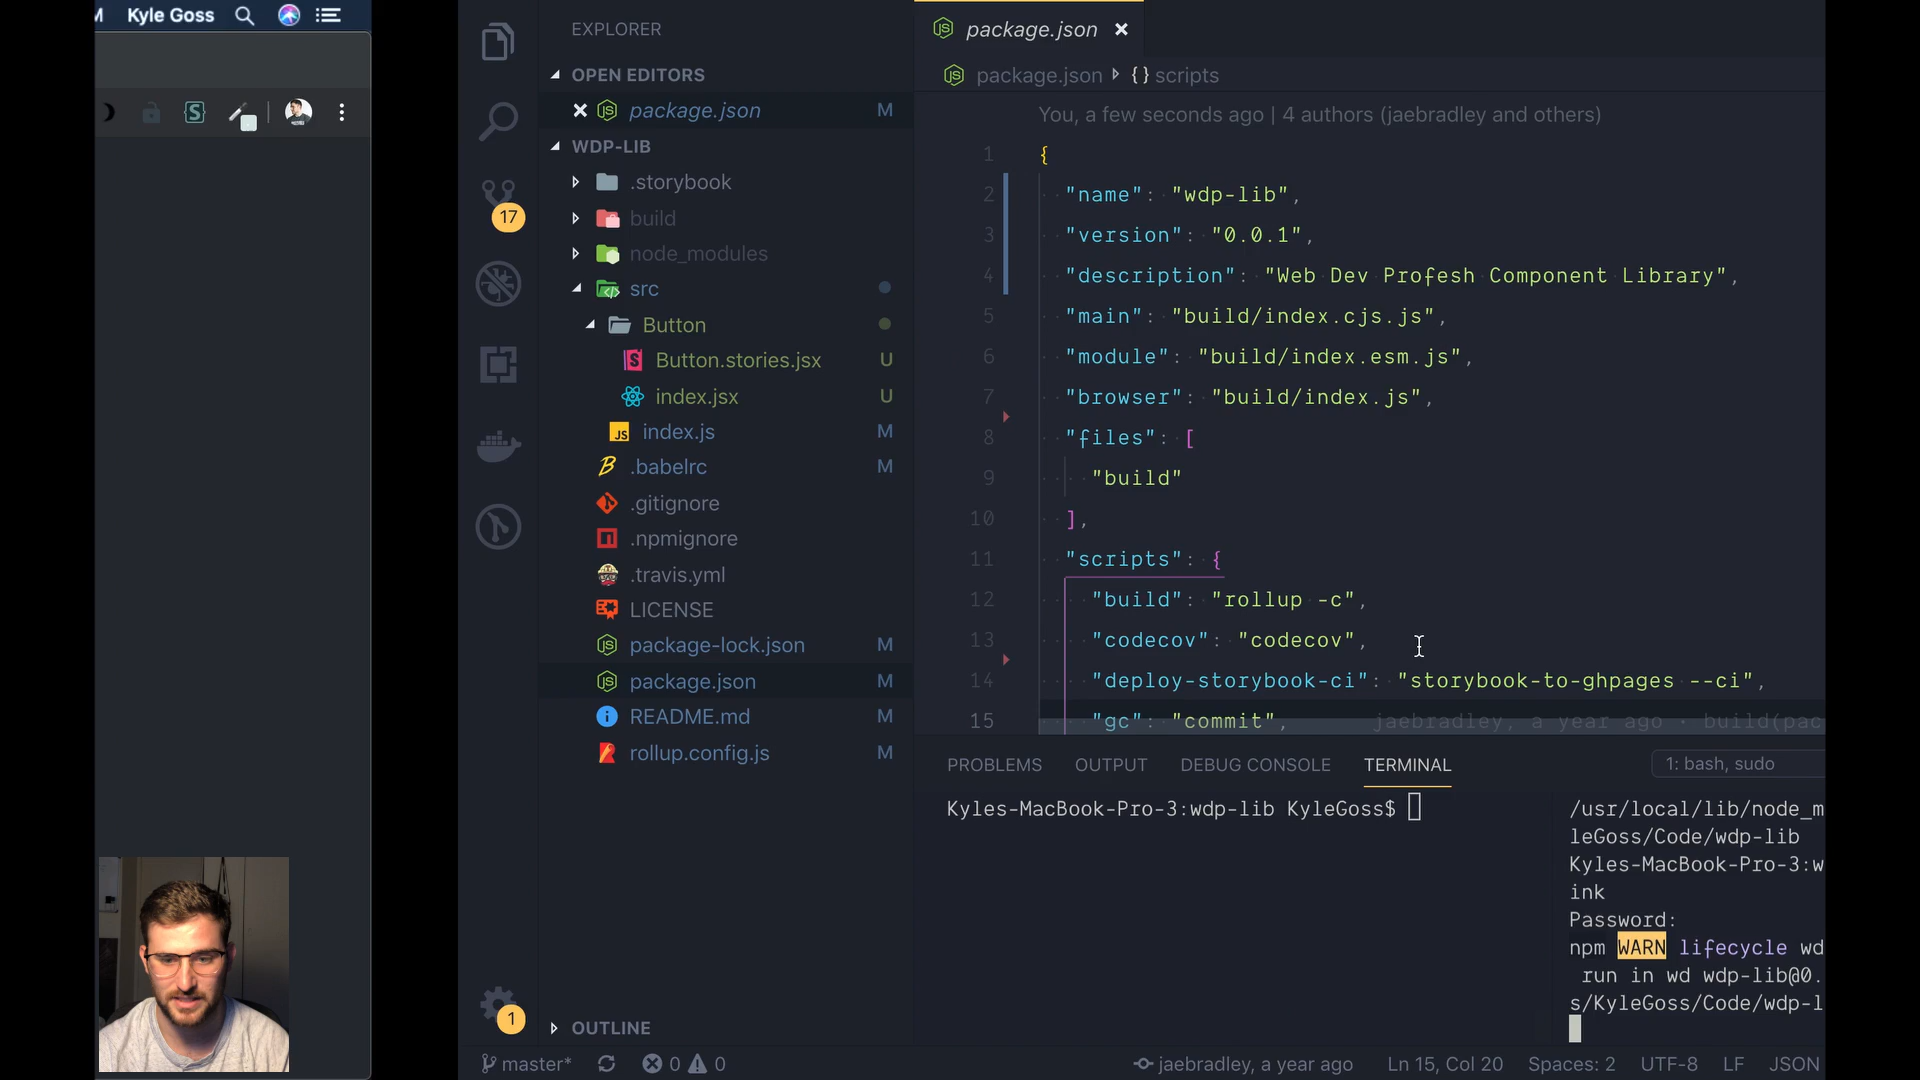 M Kyle Goss
EXPLORER
OPEN EDITORS
package.json M
WDP-LIB
.storybook
17
build
node_modules
src
Button
Button.stories.jsx U
index.jsx U
JS index.js M
.babelrc M
.gitignore
.npmignore
.travis.yml
LICENSE
package-lock.json M
package.json M
README.md M
rollup.config.js M
1
OUTLINE
package.json
package.json {} scripts
You, a few seconds ago | 4 authors (jaebradley and others)
1 {
2 "name": "wdp-lib",
3 "version": "0.0.1",
4 "description": "Web Dev Profesh Component Library",
5 "main": "build/index.cjs.js",
6 "module": "build/index.esm.js",
7 "browser": "build/index.js",
8 "files": [
9 "build"
10 ],
11 "scripts": {
12 "build": "rollup -c",
13 "codecov": "codecov",
14 "deploy-storybook-ci": "storybook-to-ghpages --ci",
15 "gc": "commit", jaebradley, a year ago · build(pac
PROBLEMS OUTPUT DEBUG CONSOLE TERMINAL 1: bash, sudo
Kyles-MacBook-Pro-3:wdp-lib KyleGoss$
/usr/local/lib/node_m
leGoss/Code/wdp-lib
Kyles-MacBook-Pro-3:w
ink
Password:
npm WARN lifecycle wd
run in wd wdp-lib@0.
s/KyleGoss/Code/wdp-l
master* 0 0 jaebradley, a year ago Ln 15, Col 20 Spaces: 2 UTF-8 LF JSON